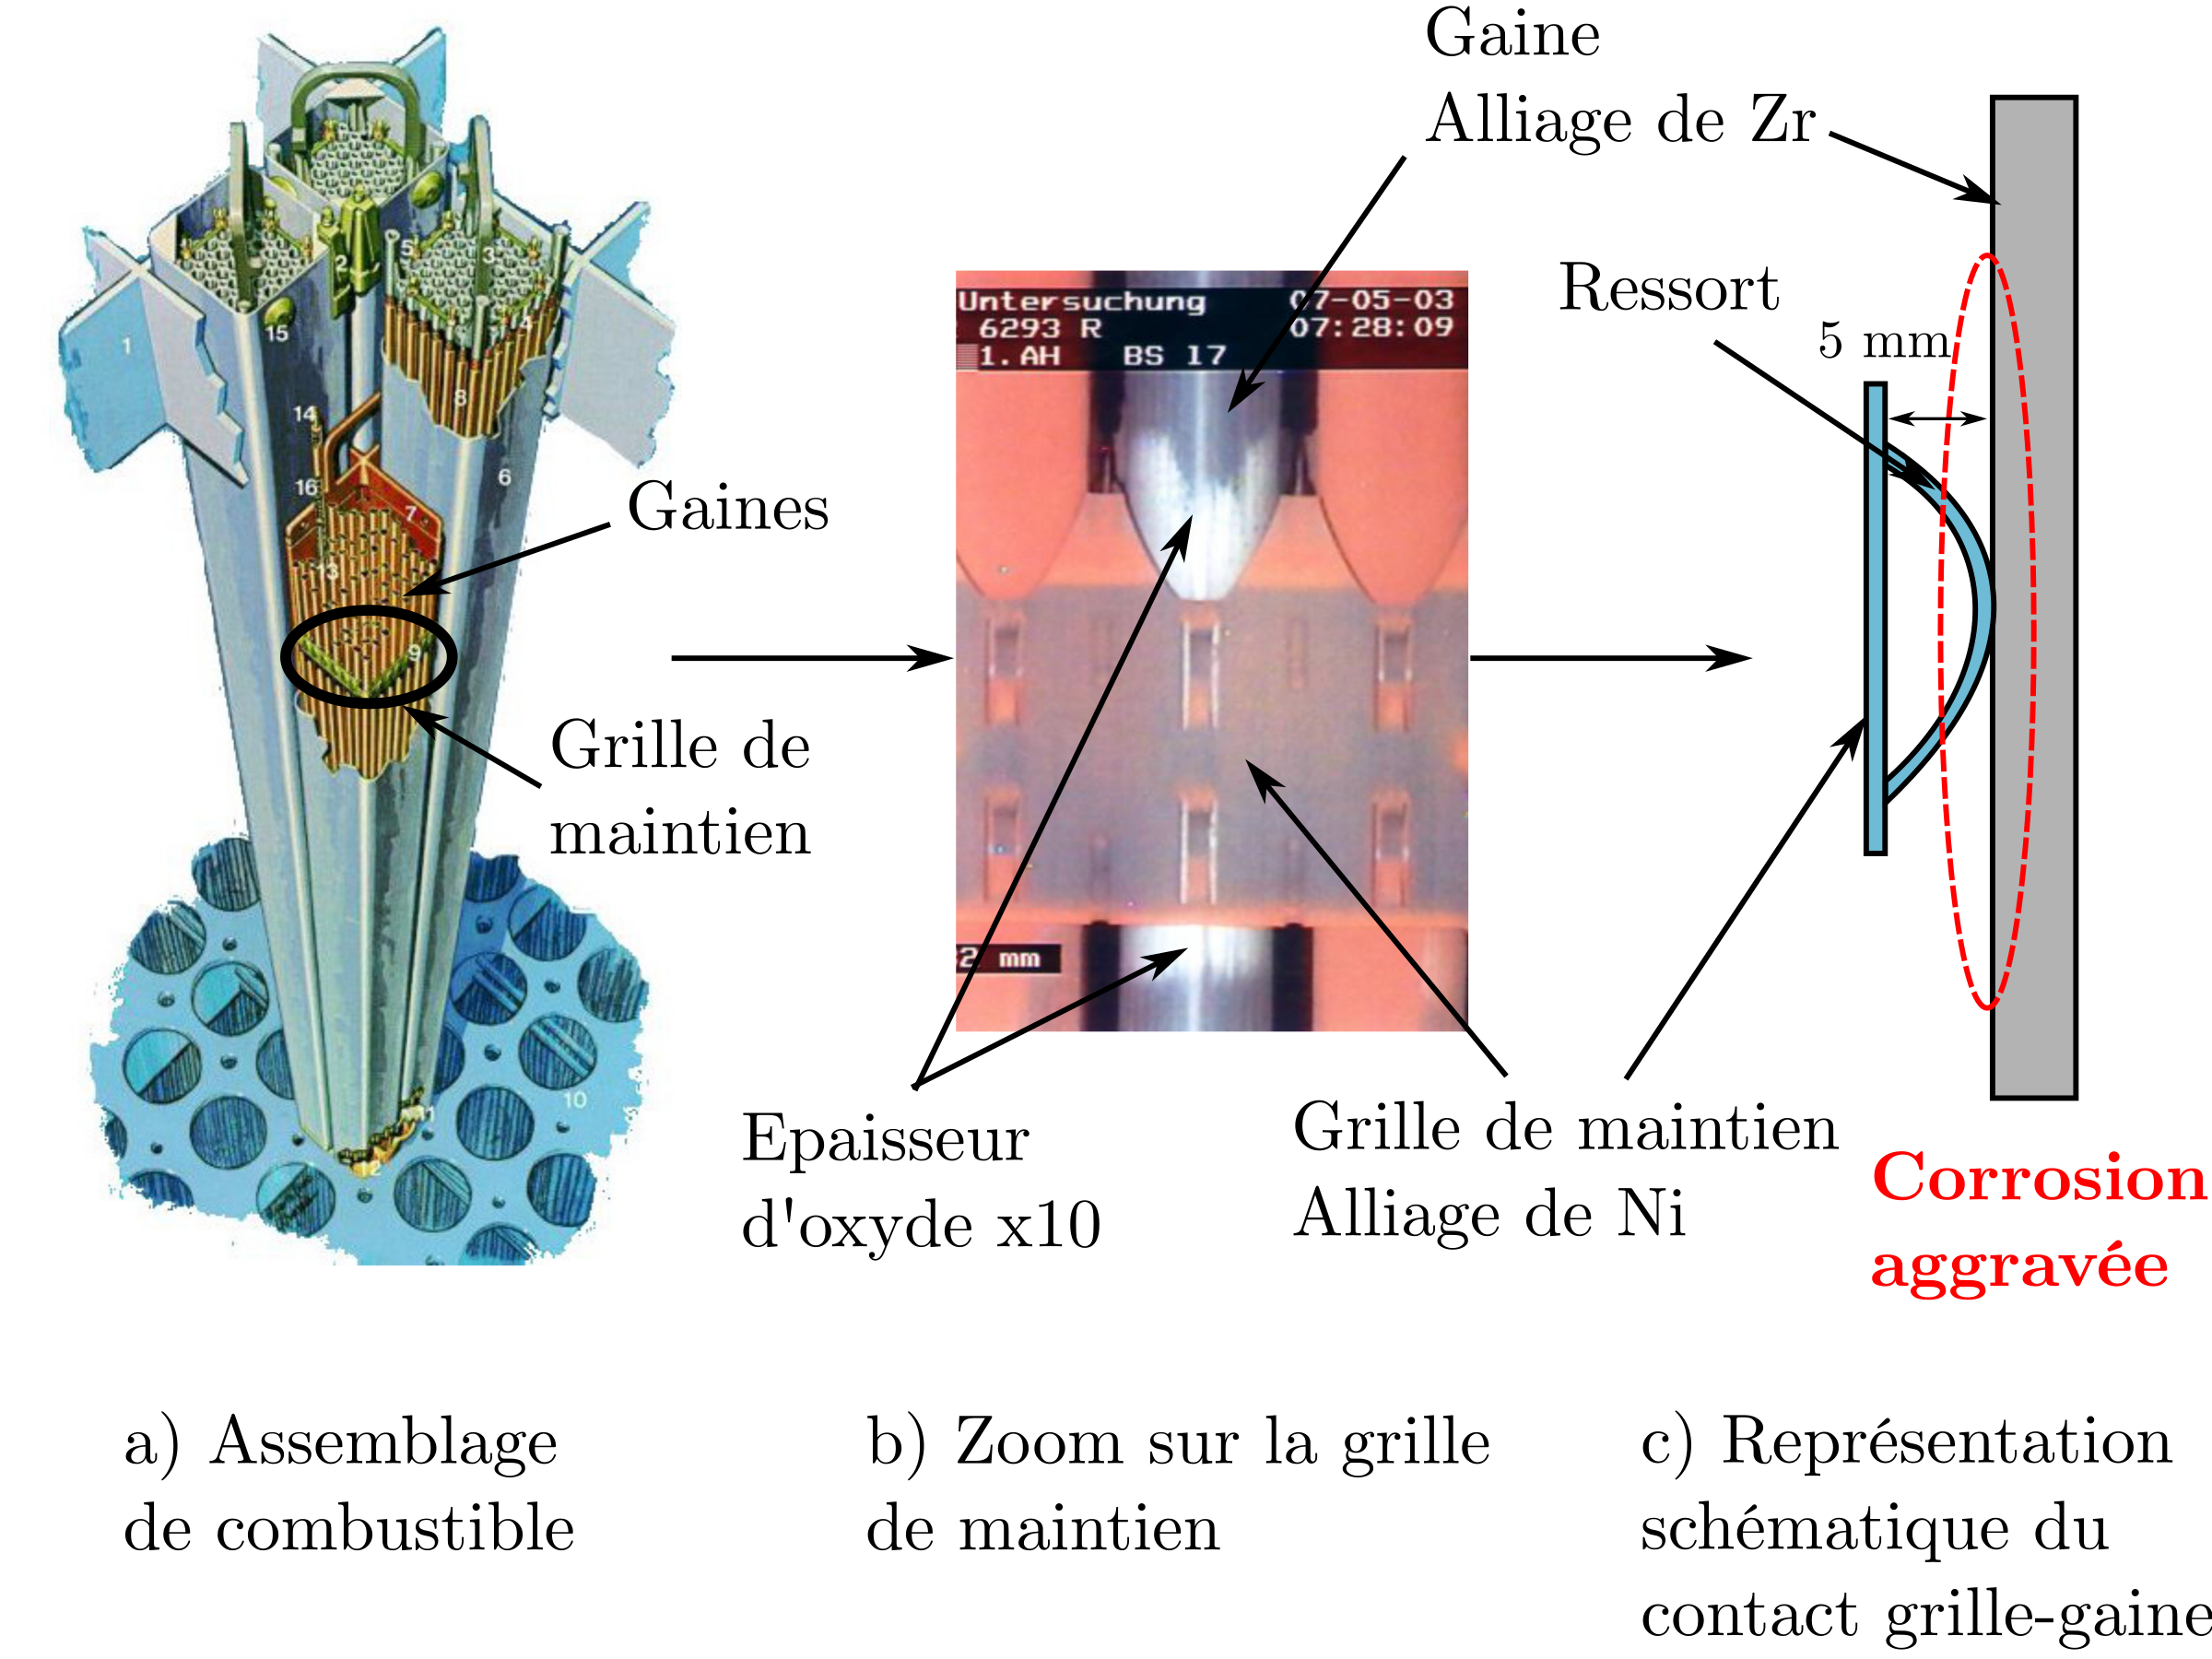 Gaine
Alliage de Zr
Ressort
5 mm
Untersuchung 07-05-03
6293 R 07:28:09
1.AH BS 17
Gaines
Grille de
maintien
1
2
3
4
5
6
7
8
9
10
11
12
13
14
15
16
2 mm
Epaisseur
d'oxyde x10
Grille de maintien
Alliage de Ni
Corrosion
aggravée
a) Assemblage
de combustible
b) Zoom sur la grille
de maintien
c) Représentation
schématique du
contact grille-gaine